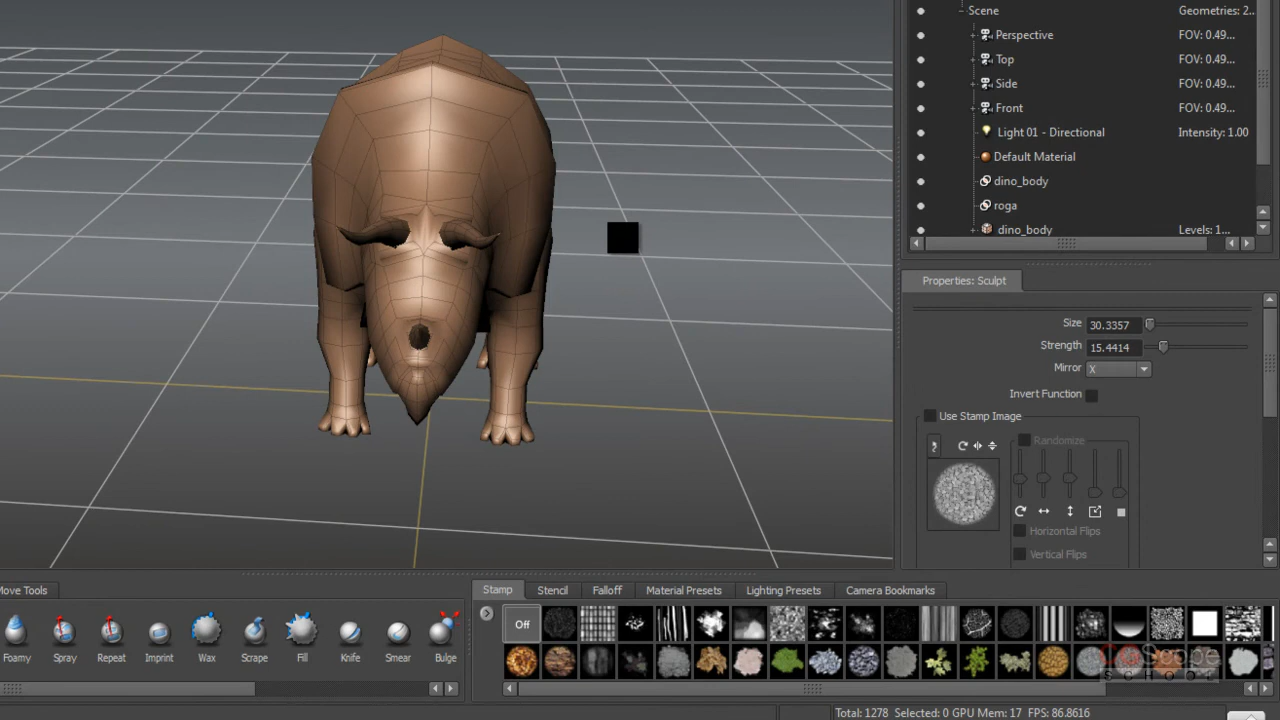 Scene Geometries: 2...
Perspective FOV: 0.49...
Top FOV: 0.49...
Side FOV: 0.49...
Front FOV: 0.49...
Light 01 - Directional Intensity: 1.00
Default Material
dino_body
roga
dino_body Levels: 1...
Properties: Sculpt
Size 30.3357
Strength 15.4414
Mirror X
Invert Function
Use Stamp Image
Randomize
Horizontal Flips
Vertical Flips
Move Tools
Stamp Stencil Falloff Material Presets Lighting Presets Camera Bookmarks
Off
Foamy Spray Repeat Imprint Wax Scrape Fill Knife Smear Bulge
SCHOOL
Total: 1278 Selected: 0 GPU Mem: 17 FPS: 86.8616